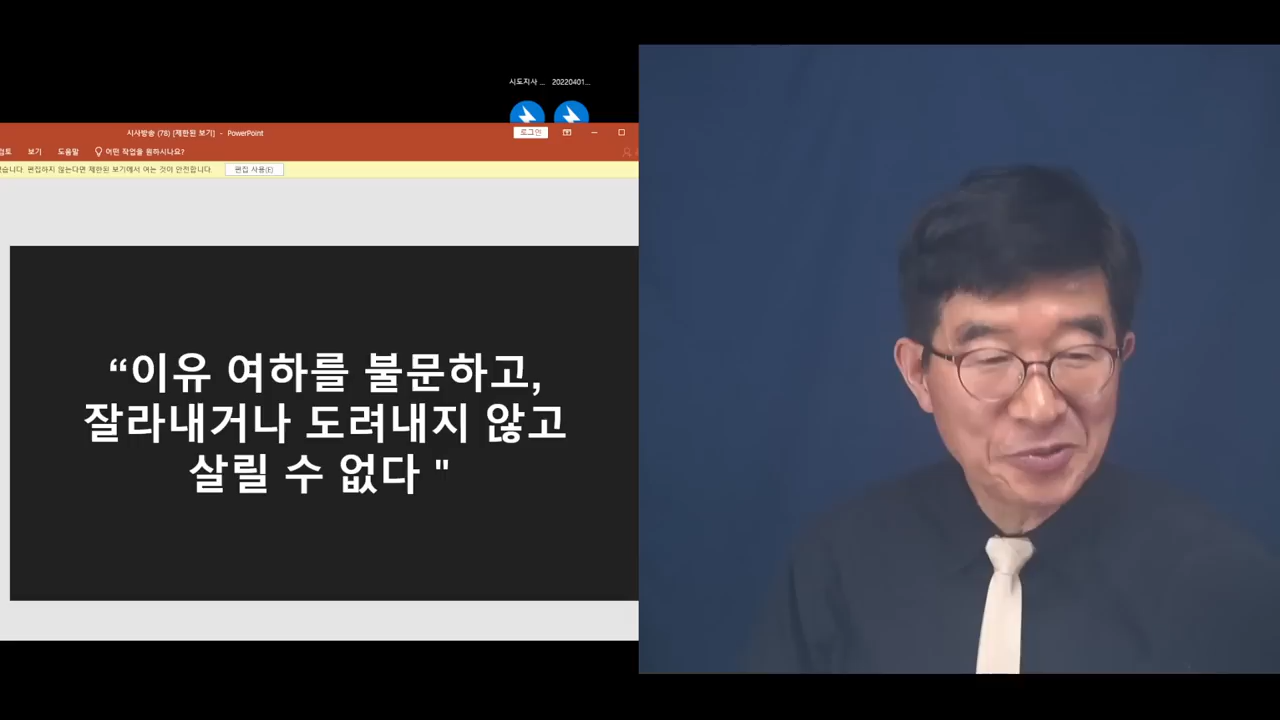 시도지사 ... 20220401...
시사방송 (78) [제한된 보기] - PowerPoint
로그인
검토 보기 도움말 어떤 작업을 원하시나요?
편집하지 않는다면 제한된 보기에서 여는 것이 안전합니다. 편집 사용(E)
“이유 여하를 불문하고,
잘라내거나 도려내지 않고
살릴 수 없다 "